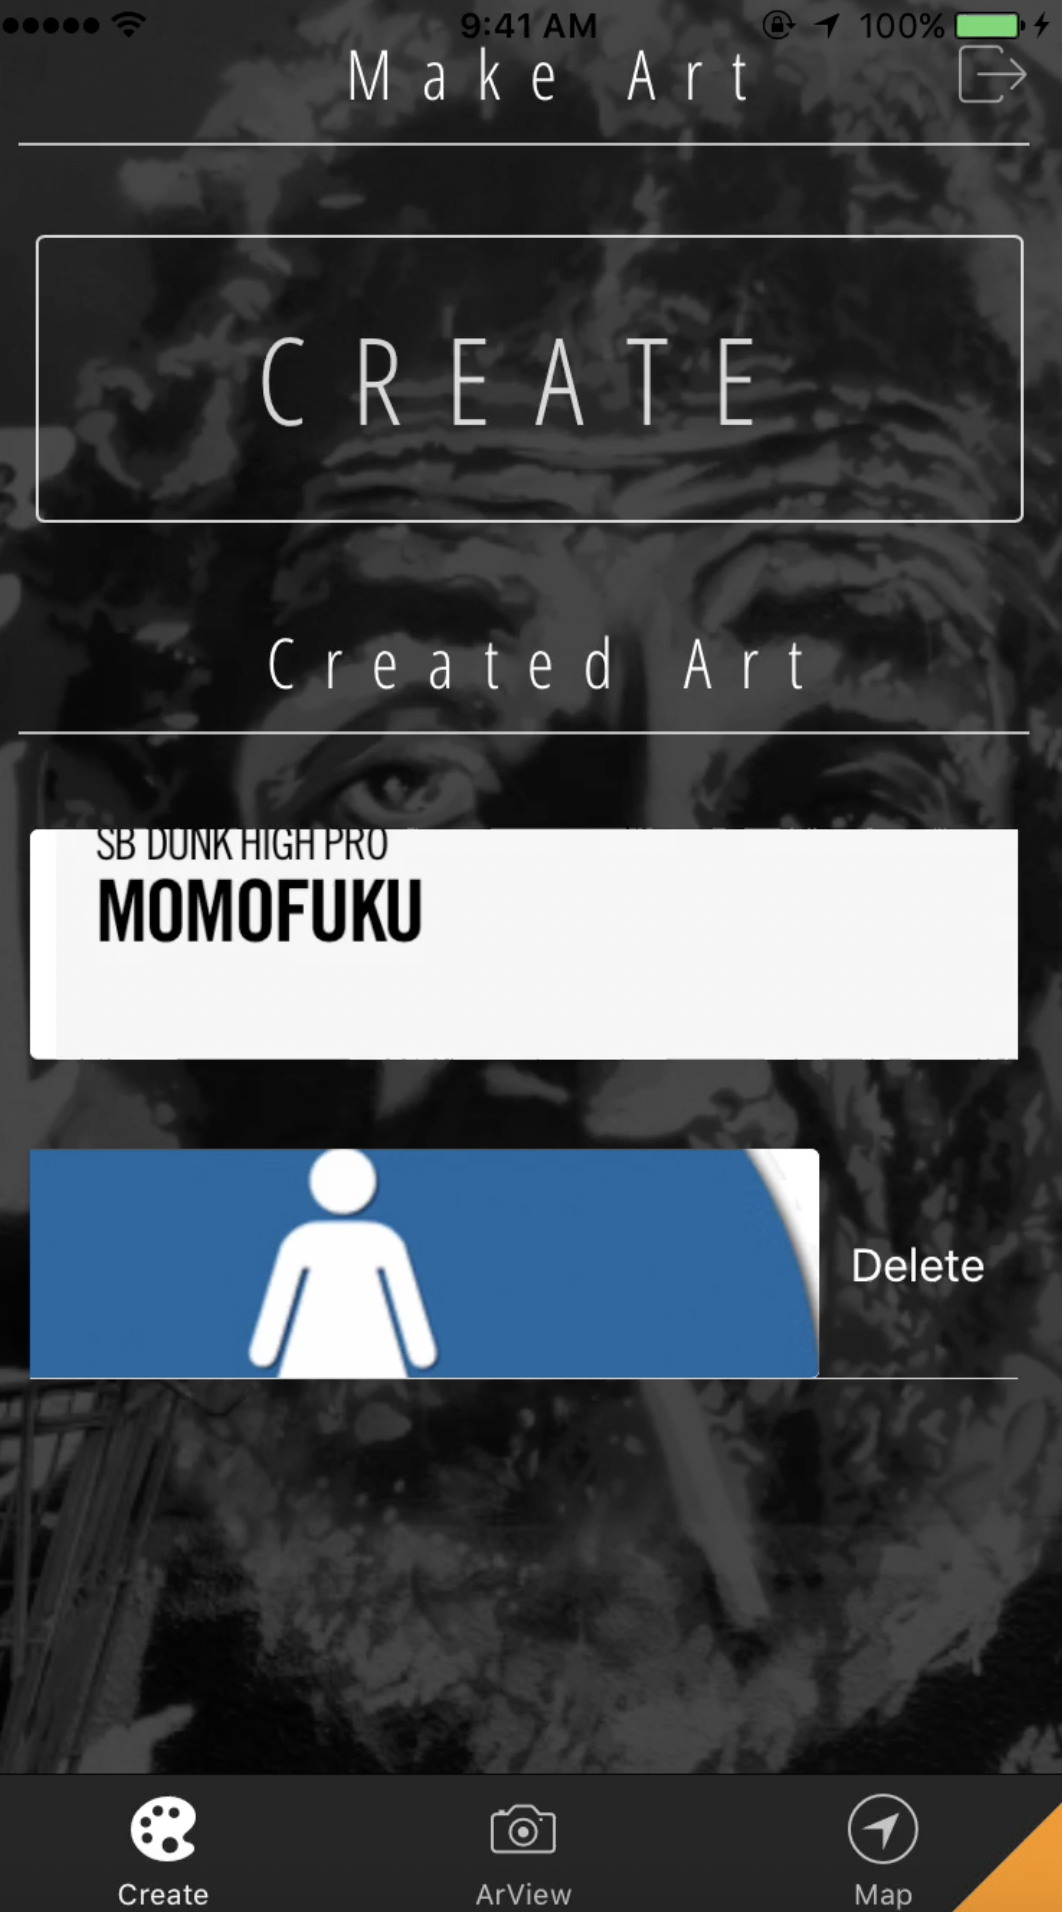 9:41 AM 100%
Make Art
CREATE
Created Art
SB DUNK HIGH PRO
MOMOFUKU
Delete
Create ArView Map